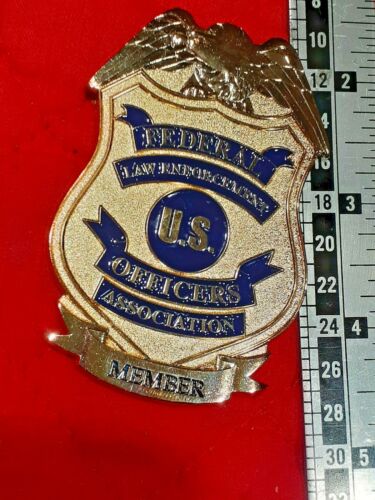 FEDERAL
LAW ENFORCEMENT
U.S.
OFFICERS
ASSOCIATION
MEMBER
8
10
12 2
14
16
18 3
20
22
24 4
26
28
30 5